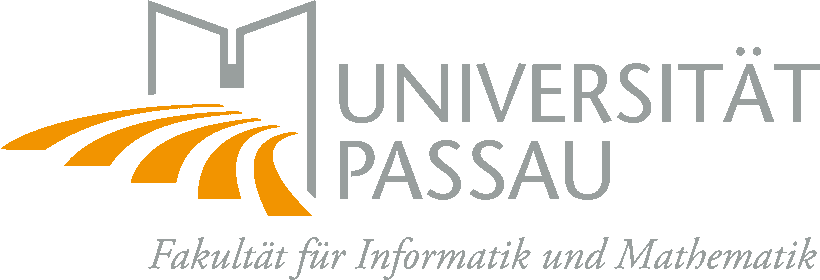 UNIVERSITÄT
PASSAU
Fakultät für Informatik und Mathematik